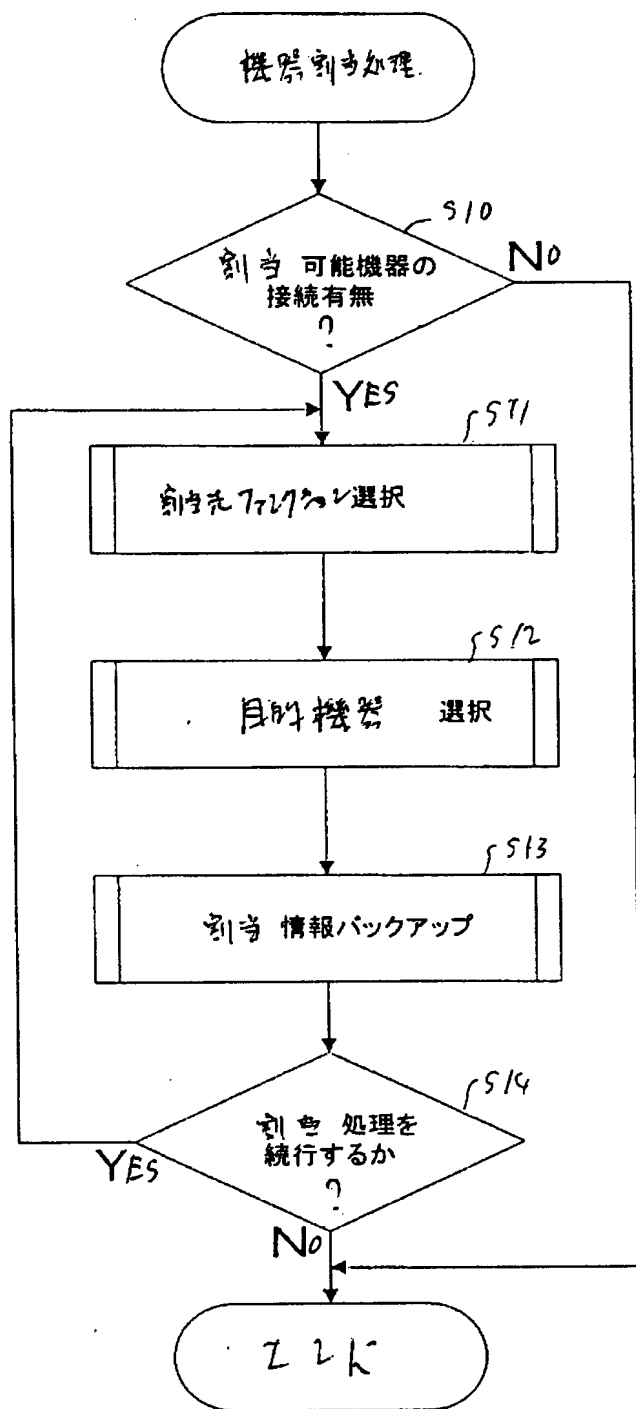 機器割当処理
S10
割当 可能機器の
接続有無
?
NO
YES
S11
割当先ファンクション選択
S12
目的機器 選択
S13
割当 情報バックアップ
S14
割当 処理を
続行するか
?
YES
NO
エンド